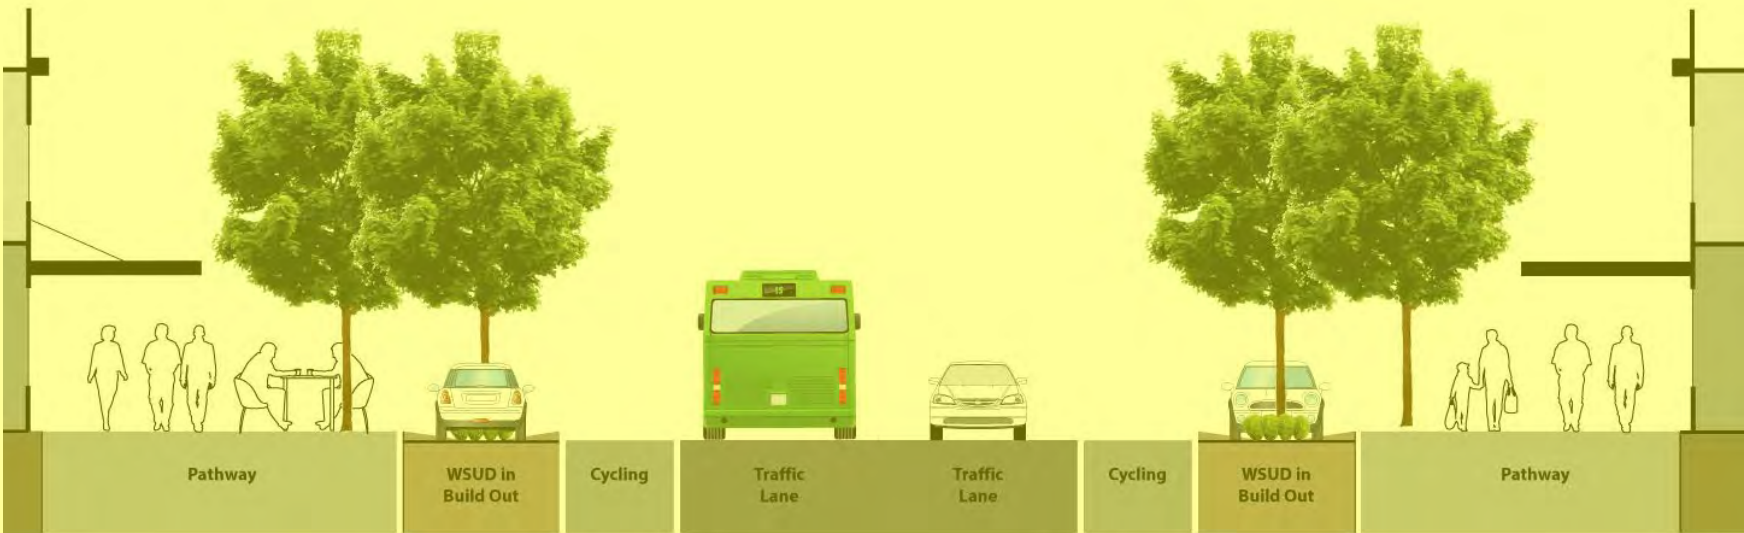 Pathway
WSUD in
Build Out
Cycling
Traffic
Lane
Traffic
Lane
Cycling
WSUD in
Build Out
Pathway